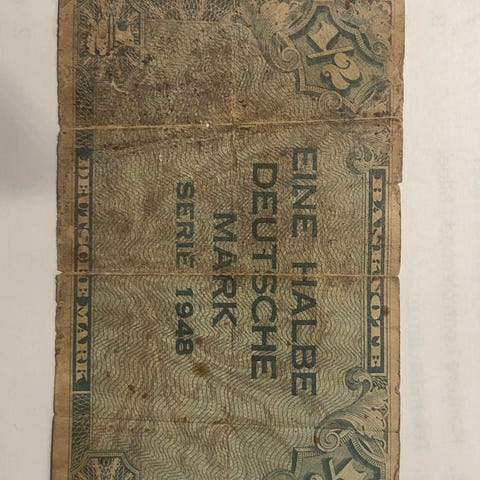 BANKNOTE
EINE HALBE
DEUTSCHE
MARK
SERIE 1948
DEUTSCHE MARK